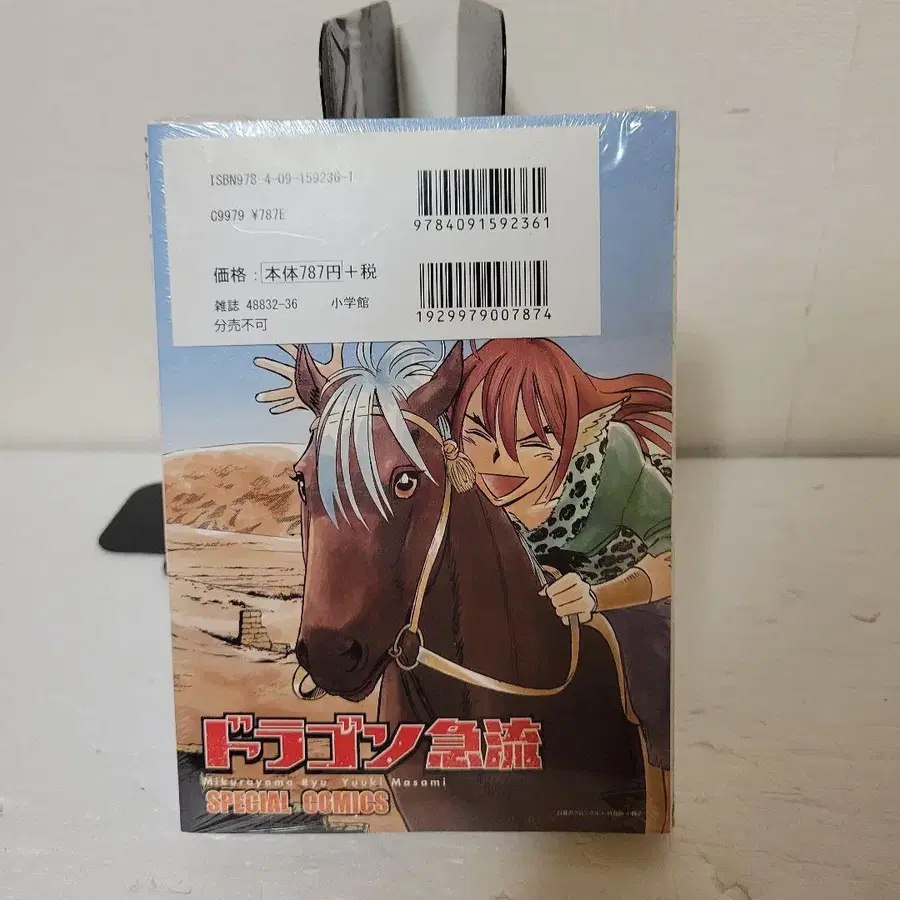 ISBN978-4-09-159236-1
C9979 ¥787E
9784091592361
価格：本体787円＋税
雑誌 48832-36 小学館
分売不可
1929979007874
ドラゴン急流
Mikurayama Ryu Yuuki Masami
SPECIAL COMICS